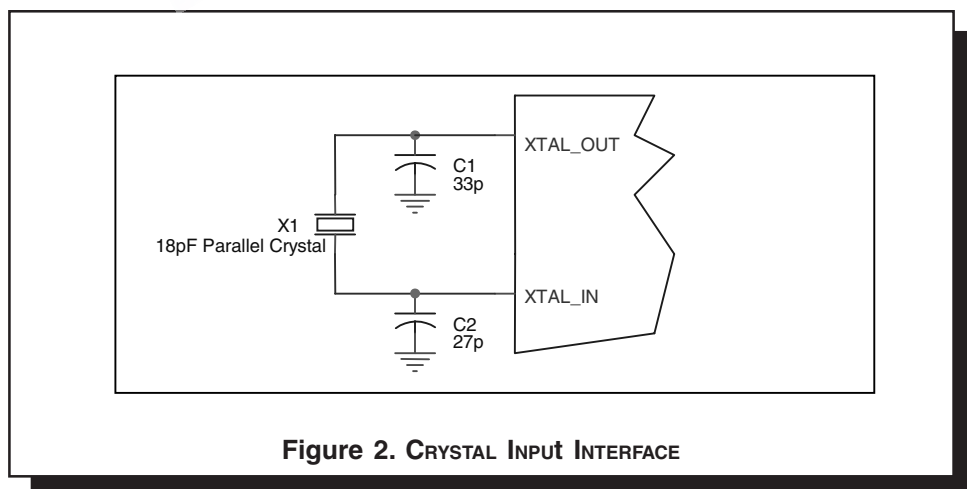 XTAL_OUT
C1
33p
X1
18pF Parallel Crystal
XTAL_IN
C2
27p
Figure 2. CRYSTAL INPUt INTERFACE